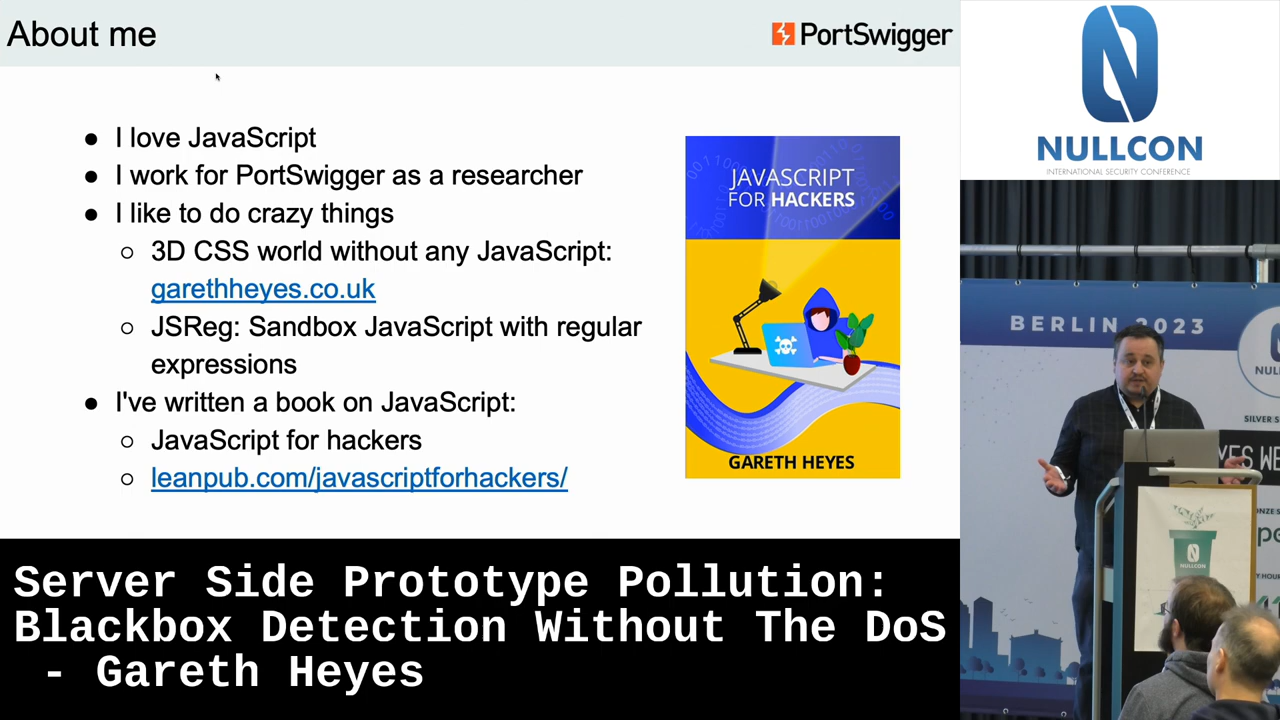 About me
PortSwigger
I love JavaScript
I work for PortSwigger as a researcher
I like to do crazy things
3D CSS world without any JavaScript:
garethheyes.co.uk
JSReg: Sandbox JavaScript with regular
expressions
I've written a book on JavaScript:
JavaScript for hackers
leanpub.com/javascriptforhackers/
JAVASCRIPT
FOR HACKERS
GARETH HEYES
Server Side Prototype Pollution:
Blackbox Detection Without The DoS
- Gareth Heyes
NULLCON
INTERNATIONAL SECURITY CONFERENCE
BERLIN 2023
SILVER S
YES WE